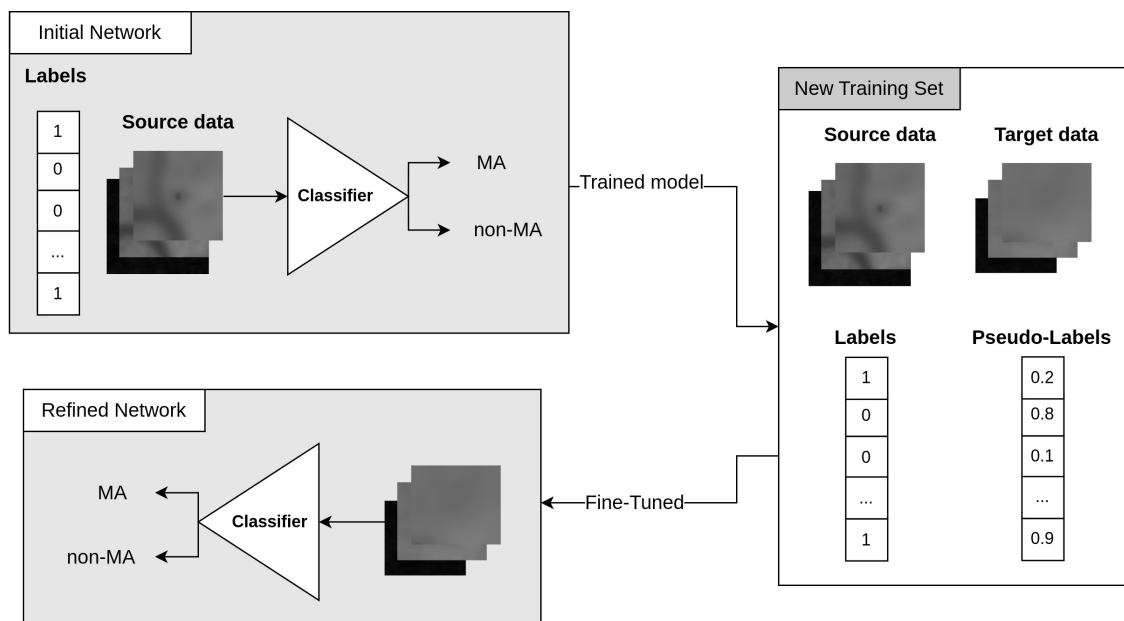 Initial Network
Labels
1
0
0
...
1
Source data
Classifier
MA
non-MA
Trained model
New Training Set
Source data
Target data
Labels
Pseudo-Labels
1
0
0
...
1
0.2
0.8
0.1
...
0.9
Fine-Tuned
Refined Network
MA
non-MA
Classifier